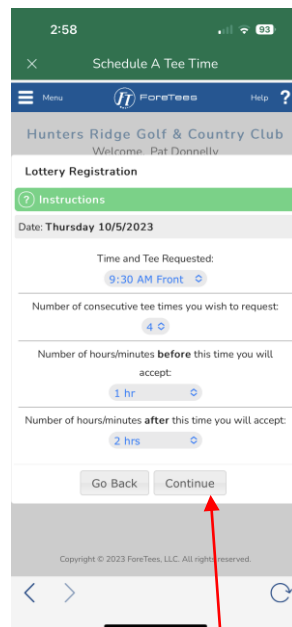 2:58 93
Schedule A Tee Time
Menu FT ForeTees Help ?
Hunters Ridge Golf & Country Club
Welcome, Pat Donnelly
Lottery Registration
? Instructions
Date: Thursday 10/5/2023
Time and Tee Requested:
9:30 AM Front
Number of consecutive tee times you wish to request:
4
Number of hours/minutes before this time you will
accept:
1 hr
Number of hours/minutes after this time you will accept:
2 hrs
Go Back Continue
Copyright © 2023 ForeTees, LLC. All rights reserved.